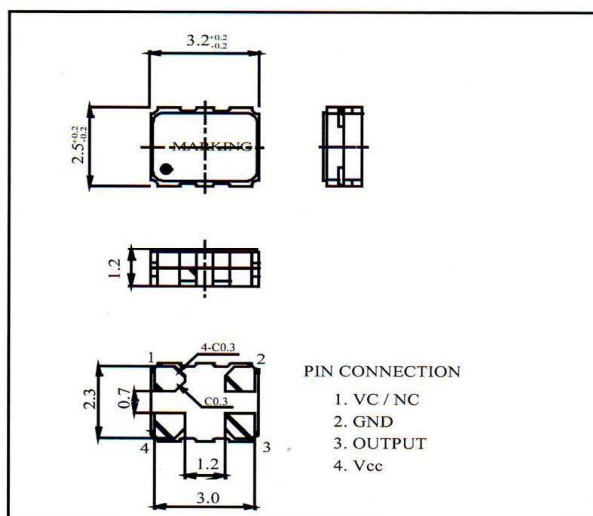 3.2+0.2-0.2
2.5+0.2-0.2
MARKING
1.2
1
4-C0.3
2
2.3
0.7
C0.3
4
3
1.2
3.0
PIN CONNECTION
1. VC / NC
2. GND
3. OUTPUT
4. Vcc